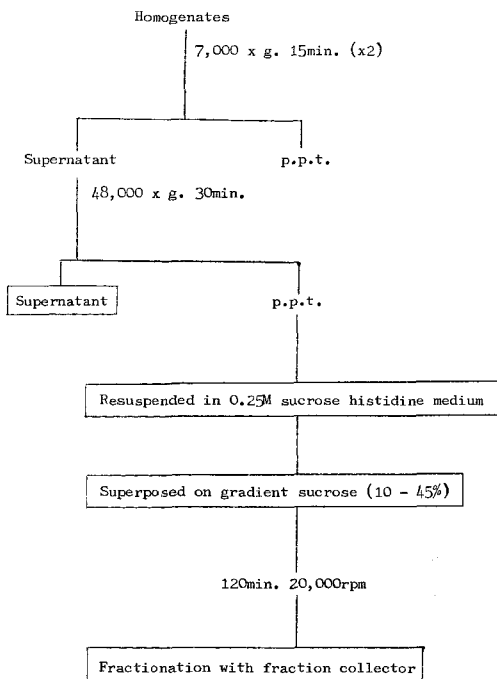 Homogenates
7,000 x g. 15min. (x2)
Supernatant
p.p.t.
48,000 x g. 30min.
Supernatant
p.p.t.
Resuspended in 0.25M sucrose histidine medium
Superposed on gradient sucrose (10 - 45%)
120min. 20,000rpm
Fractionation with fraction collector